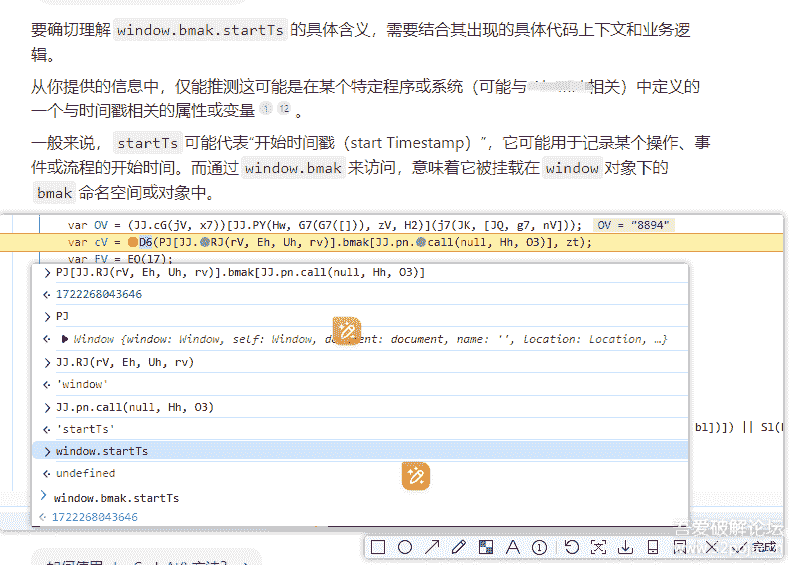 要确切理解 window.bmak.startTs 的具体含义，需要结合其出现的具体代码上下文和业务逻
辑。
从你提供的信息中，仅能推测这可能是在某个特定程序或系统（可能与 相关）中定义的
一个与时间戳相关的属性或变量 1 12 。
一般来说， startTs 可能代表“开始时间戳（start Timestamp）”，它可能用于记录某个操作、事
件或流程的开始时间。而通过 window.bmak 来访问，意味着它被挂载在 window 对象下的
bmak 命名空间或对象中。
var OV = (JJ.cG(jV, x7))[JJ.PY(Hw, G7(G7([])), zV, H2)](j7(JK, [JQ, g7, nV])); OV = "8894"
var cV = D6(PJ[JJ.RJ(rV, Eh, Uh, rv)].bmak[JJ.pn.call(null, Hh, O3)], zt);
var FV = EO(17);
PJ[JJ.RJ(rV, Eh, Uh, rv)].bmak[JJ.pn.call(null, Hh, O3)]
1722268043646
PJ
Window {window: Window, self: Window, document: document, name: '', location: Location, …}
JJ.RJ(rV, Eh, Uh, rv)
'window'
JJ.pn.call(null, Hh, O3)
'startTs'
bl])]) || Sl(
window.startTs
undefined
window.bmak.startTs
1722268043646
吾爱破解论坛
完成